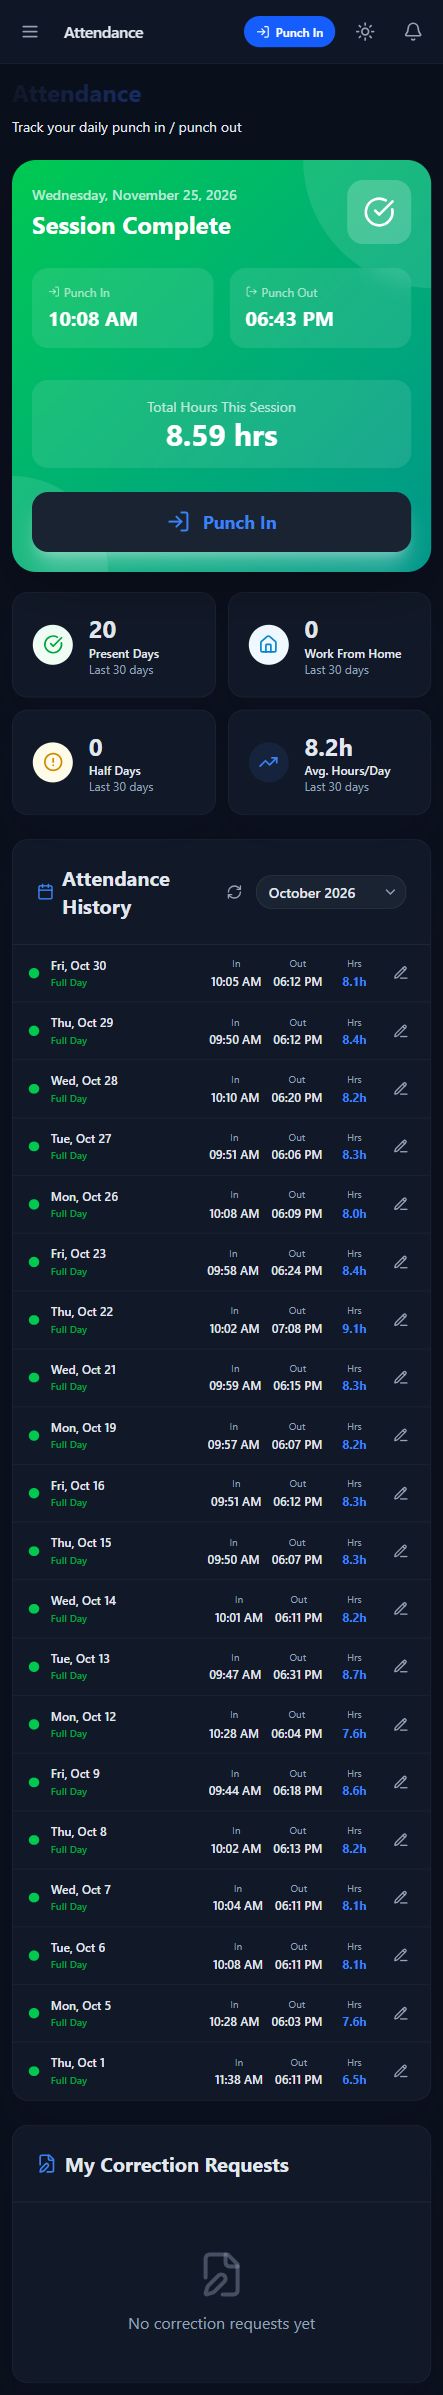 Attendance
Punch In
Attendance
Track your daily punch in / punch out
Wednesday, November 25, 2026
Session Complete
Punch In
10:08 AM
Punch Out
06:43 PM
Total Hours This Session
8.59 hrs
Punch In
20
Present Days
Last 30 days
0
Work From Home
Last 30 days
0
Half Days
Last 30 days
8.2h
Avg. Hours/Day
Last 30 days
Attendance
History
October 2026
Fri, Oct 30 In Out Hrs
Full Day 10:05 AM 06:12 PM 8.1h
Thu, Oct 29 In Out Hrs
Full Day 09:50 AM 06:12 PM 8.4h
Wed, Oct 28 In Out Hrs
Full Day 10:10 AM 06:20 PM 8.2h
Tue, Oct 27 In Out Hrs
Full Day 09:51 AM 06:06 PM 8.3h
Mon, Oct 26 In Out Hrs
Full Day 10:08 AM 06:09 PM 8.0h
Fri, Oct 23 In Out Hrs
Full Day 09:58 AM 06:24 PM 8.4h
Thu, Oct 22 In Out Hrs
Full Day 10:02 AM 07:08 PM 9.1h
Wed, Oct 21 In Out Hrs
Full Day 09:59 AM 06:15 PM 8.3h
Mon, Oct 19 In Out Hrs
Full Day 09:57 AM 06:07 PM 8.2h
Fri, Oct 16 In Out Hrs
Full Day 09:51 AM 06:12 PM 8.3h
Thu, Oct 15 In Out Hrs
Full Day 09:50 AM 06:07 PM 8.3h
Wed, Oct 14 In Out Hrs
Full Day 10:01 AM 06:11 PM 8.2h
Tue, Oct 13 In Out Hrs
Full Day 09:47 AM 06:31 PM 8.7h
Mon, Oct 12 In Out Hrs
Full Day 10:28 AM 06:04 PM 7.6h
Fri, Oct 9 In Out Hrs
Full Day 09:44 AM 06:18 PM 8.6h
Thu, Oct 8 In Out Hrs
Full Day 10:02 AM 06:13 PM 8.2h
Wed, Oct 7 In Out Hrs
Full Day 10:04 AM 06:11 PM 8.1h
Tue, Oct 6 In Out Hrs
Full Day 10:08 AM 06:11 PM 8.1h
Mon, Oct 5 In Out Hrs
Full Day 10:28 AM 06:03 PM 7.6h
Thu, Oct 1 In Out Hrs
Full Day 11:38 AM 06:11 PM 6.5h
My Correction Requests
No correction requests yet